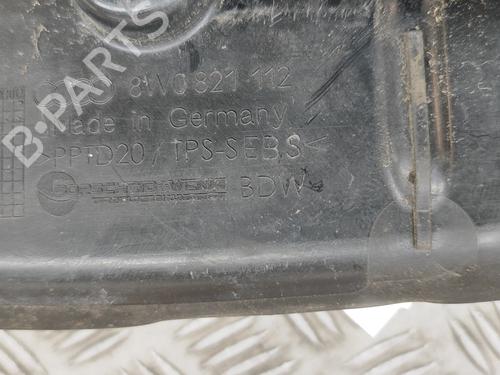 8W0 821 112
Made in Germany
>PP-TD20/TPS-SEBS<
BDW
B-PARTS